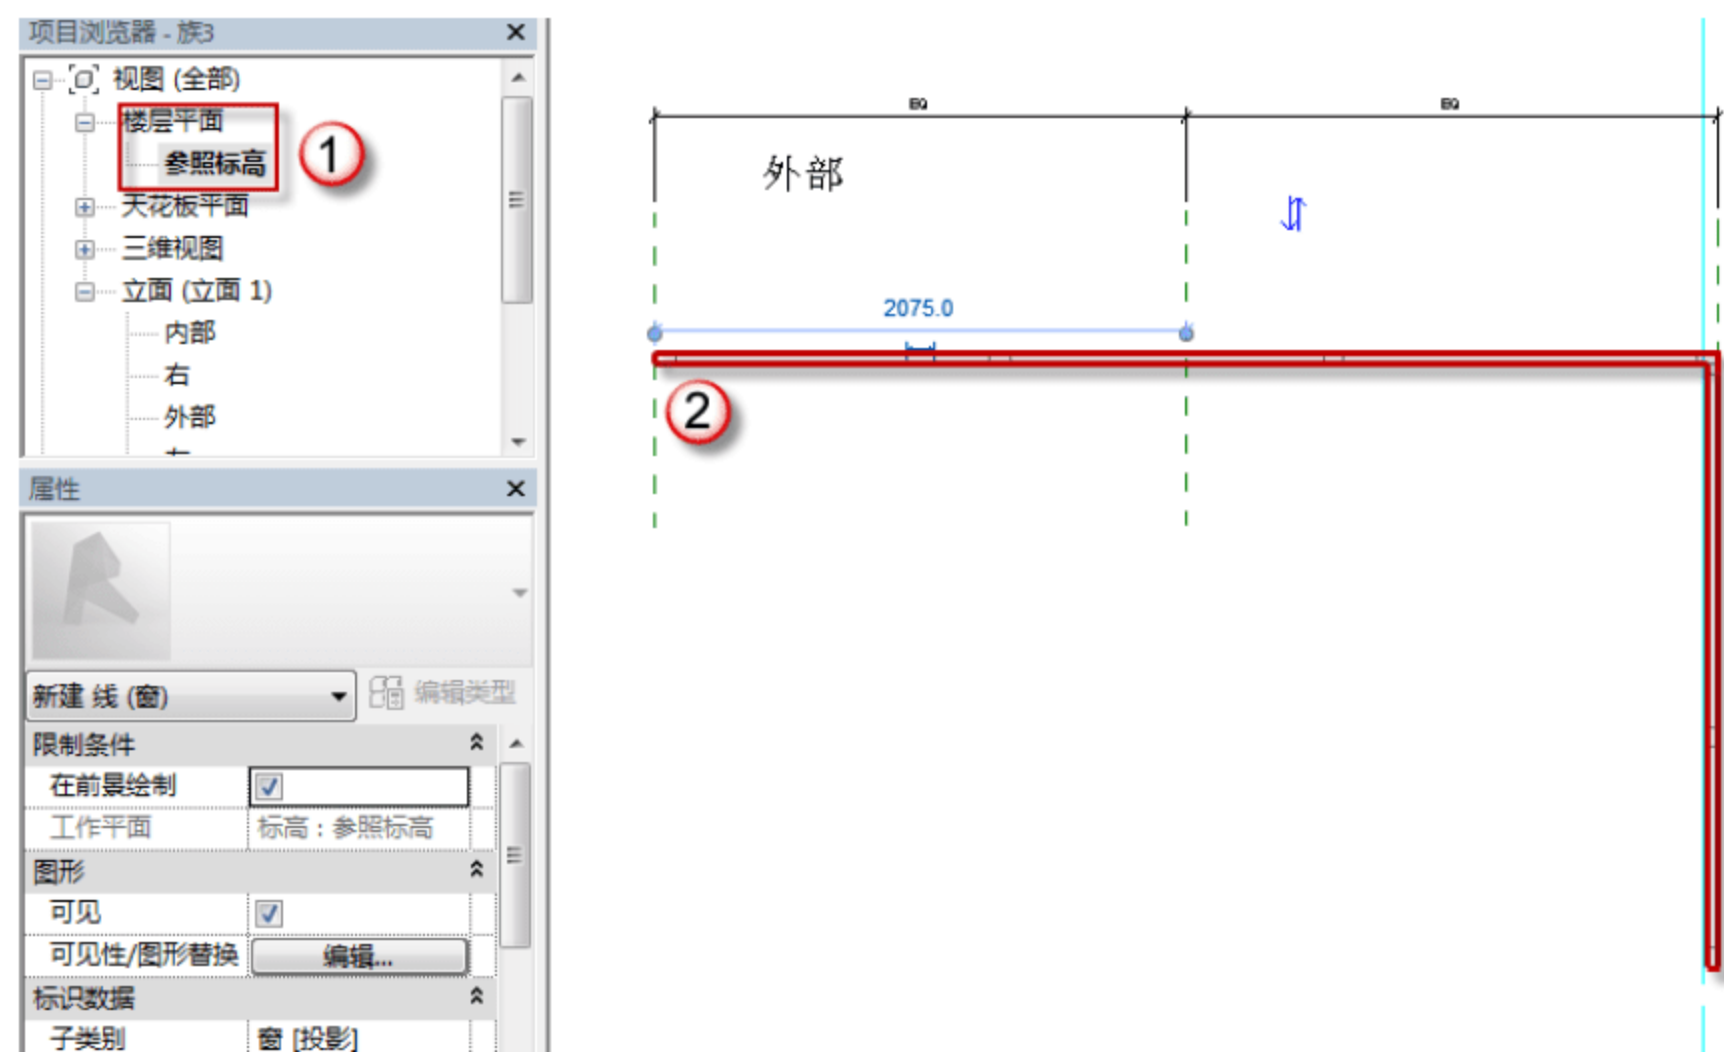 项目浏览器 - 族3
视图 (全部)
楼层平面
参照标高
天花板平面
三维视图
立面 (立面 1)
内部
右
外部
1
属性
新建 线 (窗)
编辑类型
限制条件
在前景绘制
工作平面 标高 : 参照标高
图形
可见
可见性/图形替换 编辑...
标识数据
子类别 窗 [投影]
EQ EQ
外部
2075.0
2